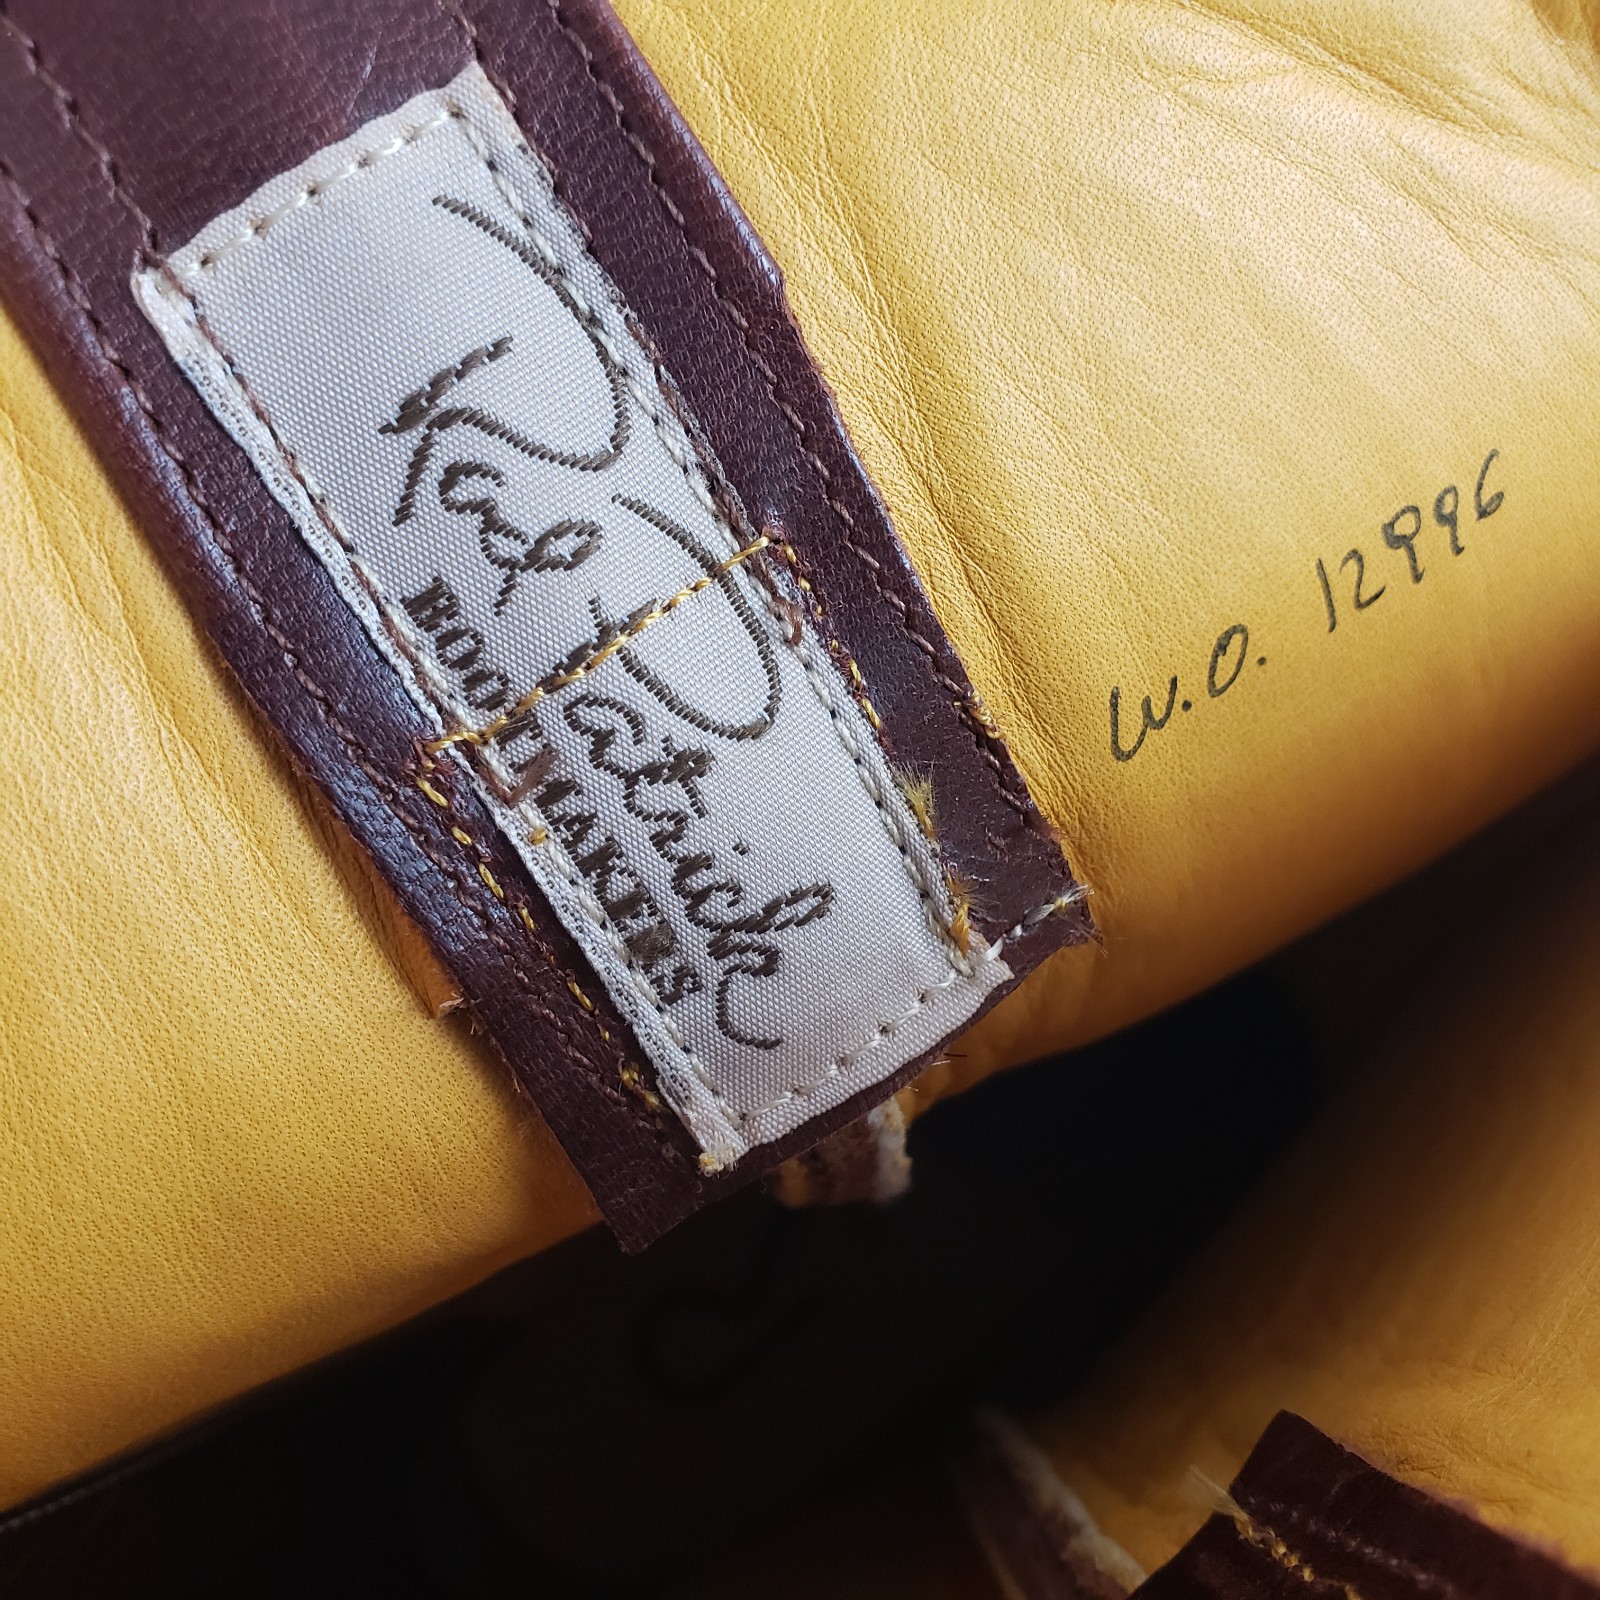 Rod Patrick
BOOTMAKERS
W.O. 12996